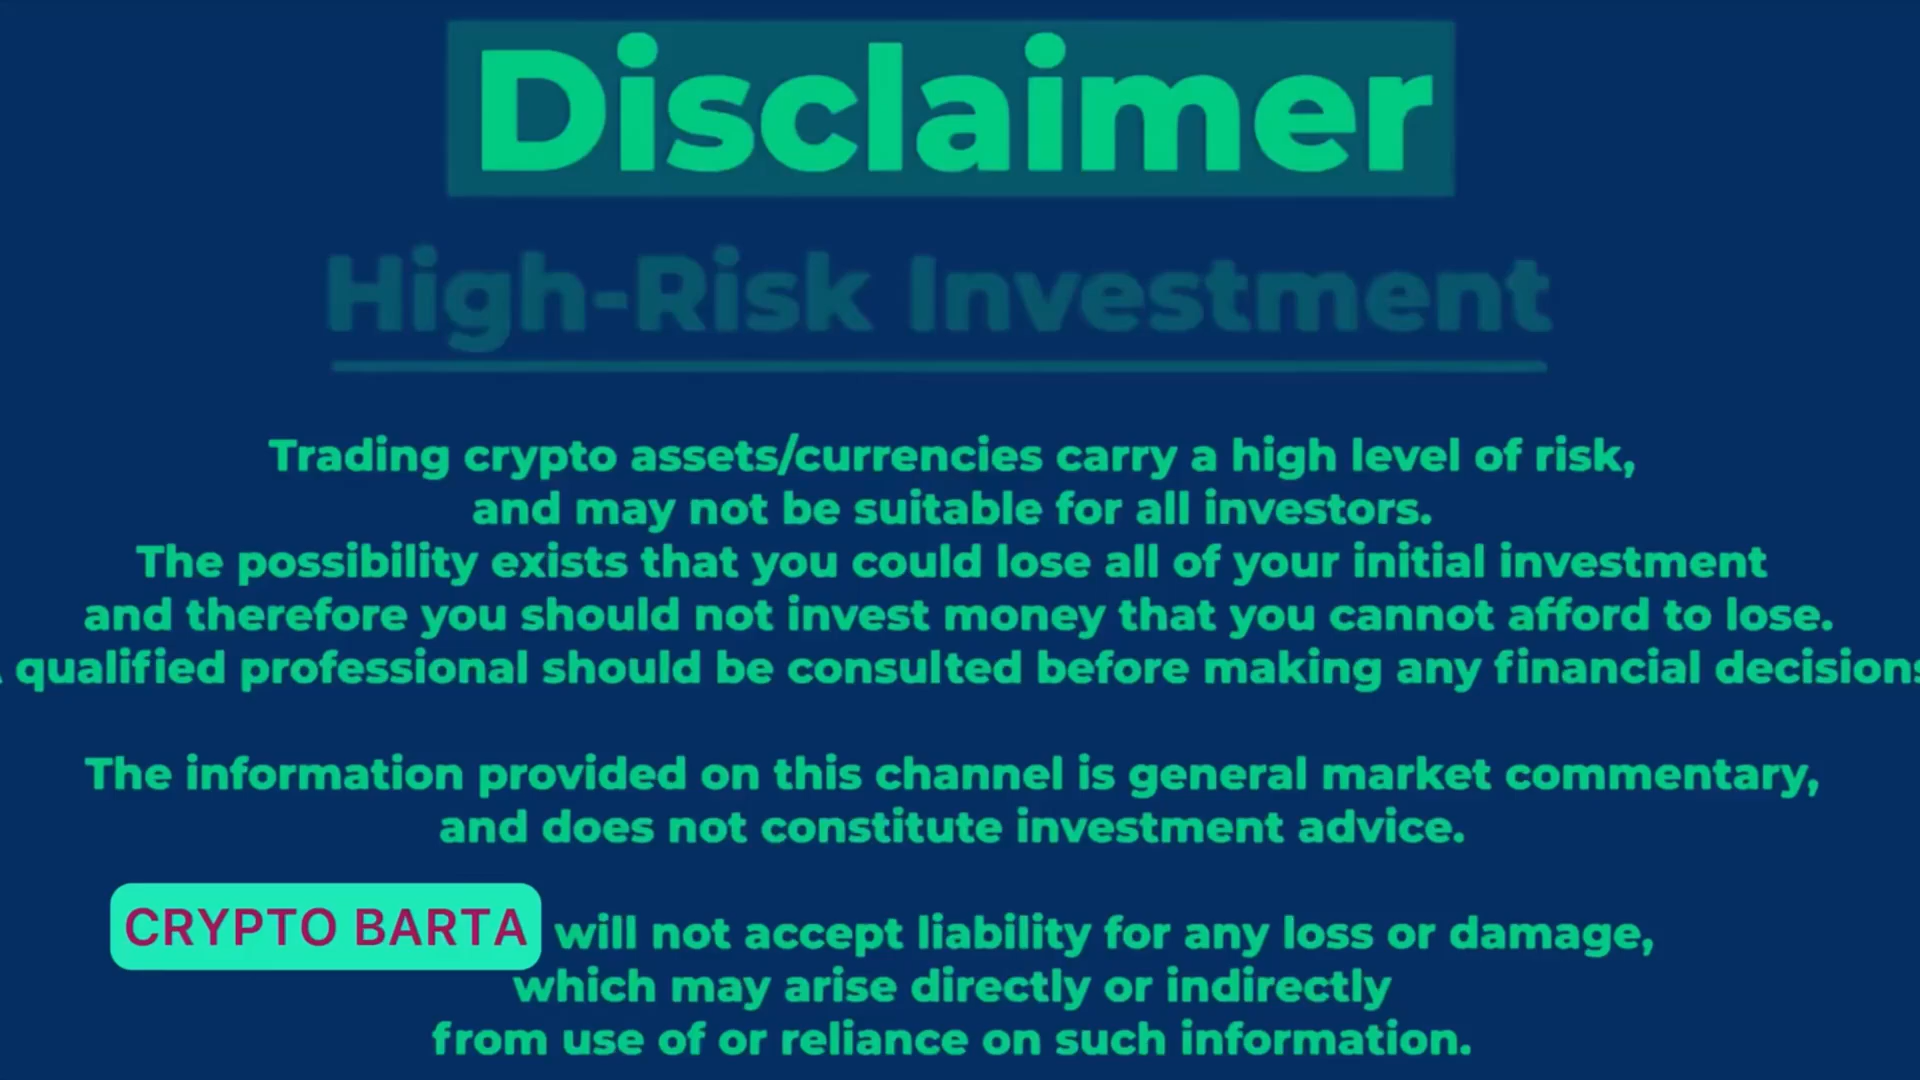 Disclaimer
High-Risk Investment
Trading crypto assets/currencies carry a high level of risk,
and may not be suitable for all investors.
The possibility exists that you could lose all of your initial investment
and therefore you should not invest money that you cannot afford to lose.
qualified professional should be consulted before making any financial decisions
The information provided on this channel is general market commentary,
and does not constitute investment advice.
CRYPTO BARTA will not accept liability for any loss or damage,
which may arise directly or indirectly
from use of or reliance on such information.